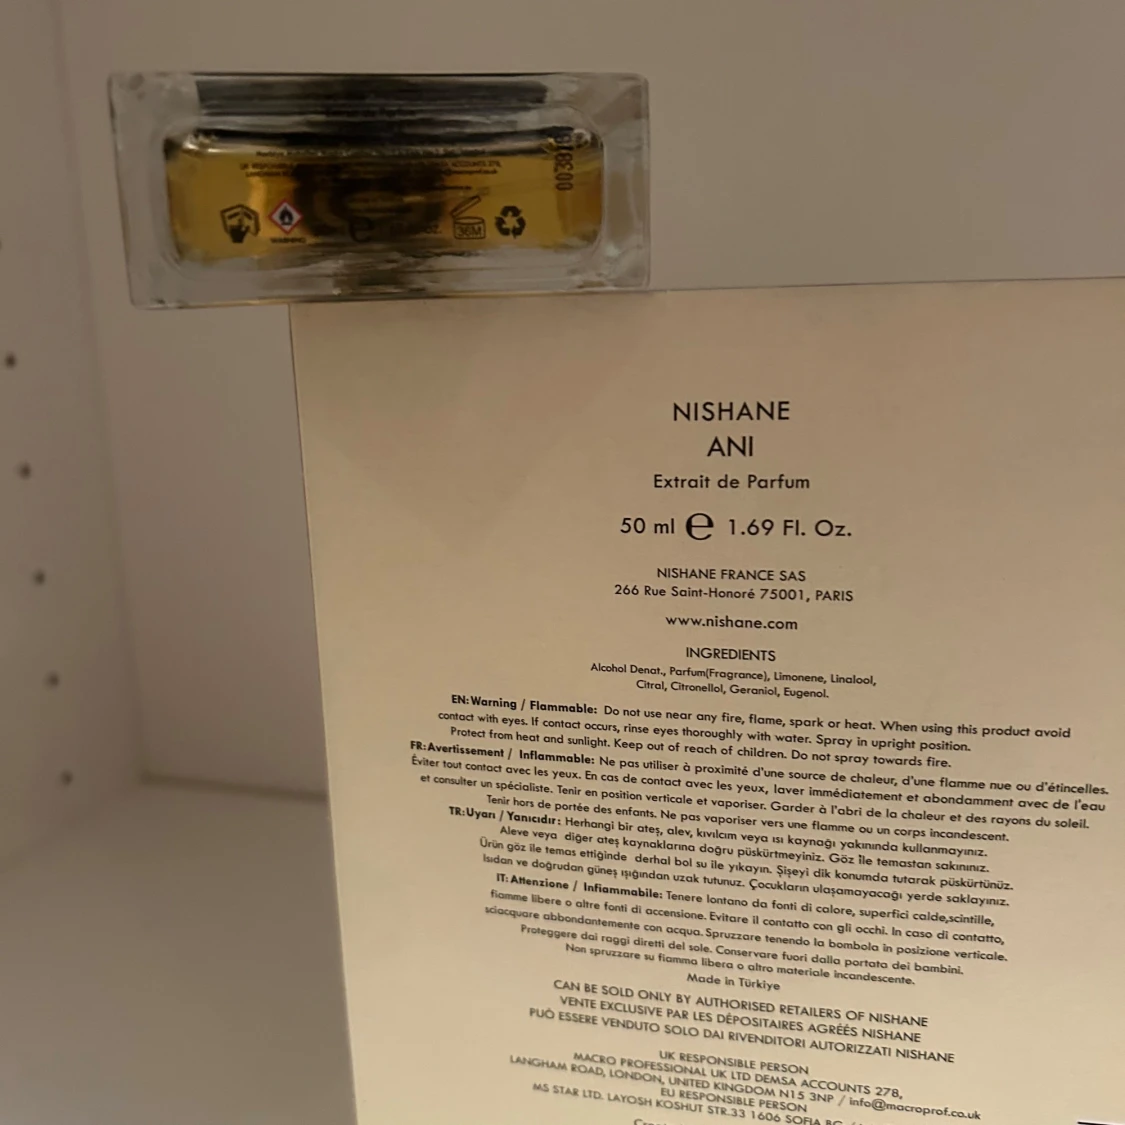 003878
36M
NISHANE
ANI
Extrait de Parfum
50 ml e 1.69 Fl. Oz.
NISHANE FRANCE SAS
266 Rue Saint-Honoré 75001, PARIS
www.nishane.com
INGREDIENTS
Alcohol Denat., Parfum(Fragrance), Limonene, Linalool,
Citral, Citronellol, Geraniol, Eugenol.
EN: Warning / Flammable: Do not use near any fire, flame, spark or heat. When using this product avoid
contact with eyes. If contact occurs, rinse eyes thoroughly with water. Spray in upright position.
Protect from heat and sunlight. Keep out of reach of children. Do not spray towards fire.
FR: Avertissement / Inflammable: Ne pas utiliser à proximité d'une source de chaleur, d'une flamme nue ou d'étincelles.
Éviter tout contact avec les yeux. En cas de contact avec les yeux, laver immédiatement et abondamment avec de l'eau
et consulter un spécialiste. Tenir en position verticale et vaporiser. Garder à l'abri de la chaleur et des rayons du soleil.
Tenir hors de portée des enfants. Ne pas vaporiser vers une flamme ou un corps incandescent.
TR: Uyarı / Yanıcıdır: Herhangi bir ateş, alev, kıvılcım veya ısı kaynağı yakınında kullanmayınız.
Aleve veya diğer ateş kaynaklarına doğru püskürtmeyiniz. Göz İle temastan sakınınız.
Ürün göz ile temas ettiğinde derhal bol su ile yıkayın. Şişeyi dik konumda tutarak püskürtünüz.
Isıdan ve doğrudan güneş ışığından uzak tutunuz. Çocukların ulaşamayacağı yerde saklayınız.
IT: Attenzione / Infiammabile: Tenere lontano da fonti di calore, superfici calde,scintille,
fiamme libere o altre fonti di accensione. Evitare il contatto con gli occhi. In caso di contatto,
sciacquare abbondantemente con acqua. Spruzzare tenendo la bombola in posizione verticale.
Proteggere dai raggi diretti del sole. Conservare fuori dalla portata dei bambini.
Non spruzzare su fiamma libera o altro materiale incandescente.
Made in Türkiye
CAN BE SOLD ONLY BY AUTHORISED RETAILERS OF NISHANE
VENTE EXCLUSIVE PAR LES DÉPOSITAIRES AGRÉÉS NISHANE
PUÒ ESSERE VENDUTO SOLO DAI RIVENDITORI AUTORIZZATI NISHANE
UK RESPONSIBLE PERSON
MACRO PROFESSIONAL UK LTD DEMSA ACCOUNTS 278,
LANGHAM ROAD, LONDON, UNITED KINGDOM N15 3NP / info@macroprof.co.uk
EU RESPONSIBLE PERSON
MS STAR LTD. LAYOSH KOSHUT STR.33 1606 SOFIA